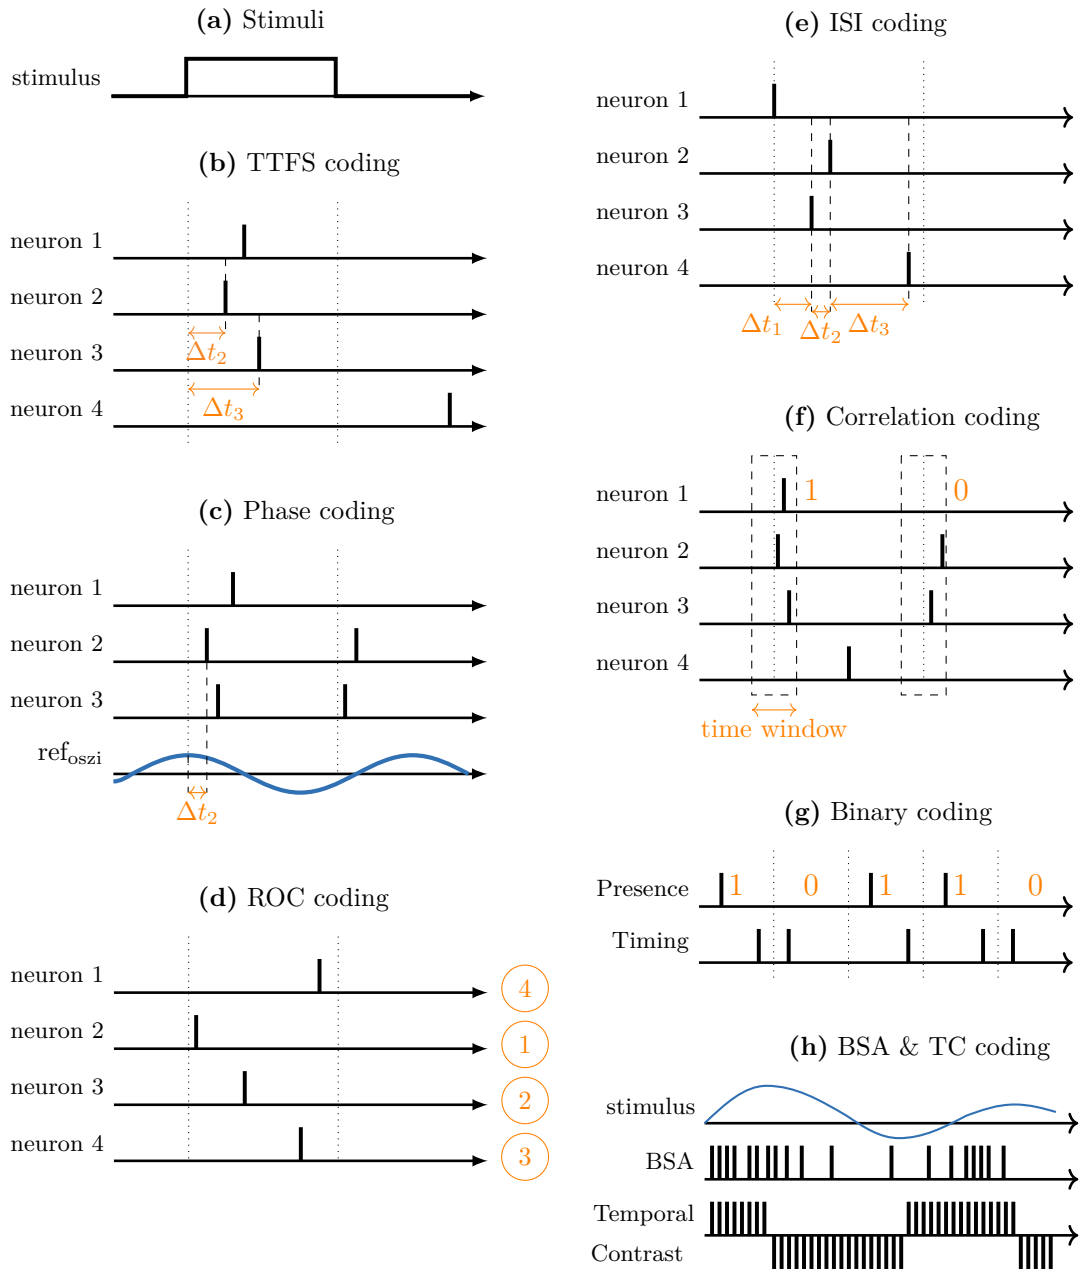 (a) Stimuli
stimulus
(b) TTFS coding
neuron 1
neuron 2
Δt₂
neuron 3
Δt₃
neuron 4
(c) Phase coding
neuron 1
neuron 2
neuron 3
ref_oszi
Δt₂
(d) ROC coding
neuron 1 4
neuron 2 1
neuron 3 2
neuron 4 3
(e) ISI coding
neuron 1
neuron 2
neuron 3
neuron 4
Δt₁ Δt₂ Δt₃
(f) Correlation coding
neuron 1 1 0
neuron 2
neuron 3
neuron 4
time window
(g) Binary coding
Presence 1 0 1 1 0
Timing
(h) BSA & TC coding
stimulus
BSA
Temporal
Contrast